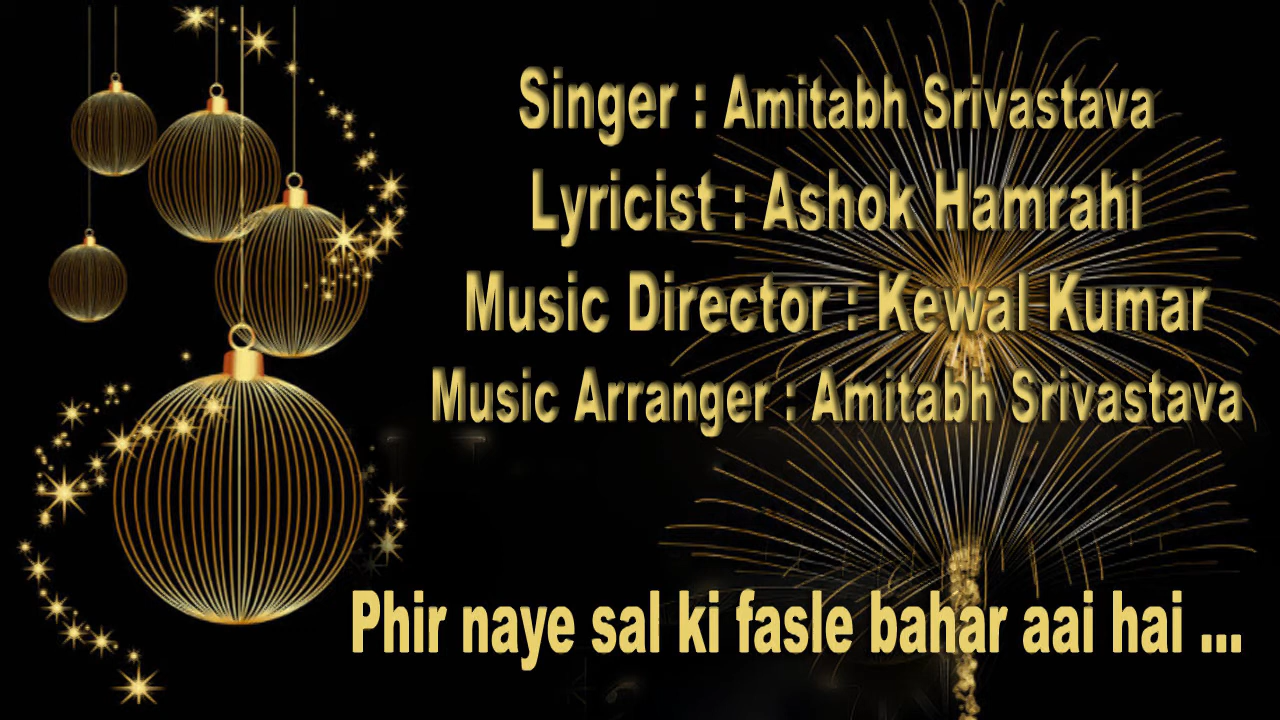 Singer : Amitabh Srivastava
Lyricist : Ashok Hamrahi
Music Director : Kewal Kumar
Music Arranger : Amitabh Srivastava
Phir naye sal ki fasle bahar aai hai ...